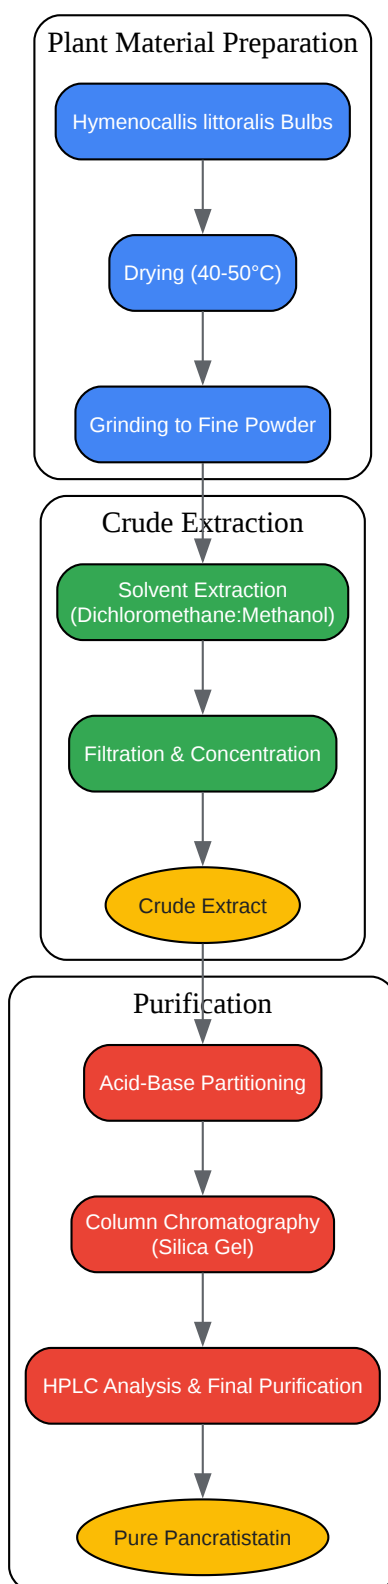 Plant Material Preparation
Hymenocallis littoralis Bulbs
Drying (40-50°C)
Grinding to Fine Powder
Crude Extraction
Solvent Extraction
(Dichloromethane:Methanol)
Filtration & Concentration
Crude Extract
Purification
Acid-Base Partitioning
Column Chromatography
(Silica Gel)
HPLC Analysis & Final Purification
Pure Pancratistatin